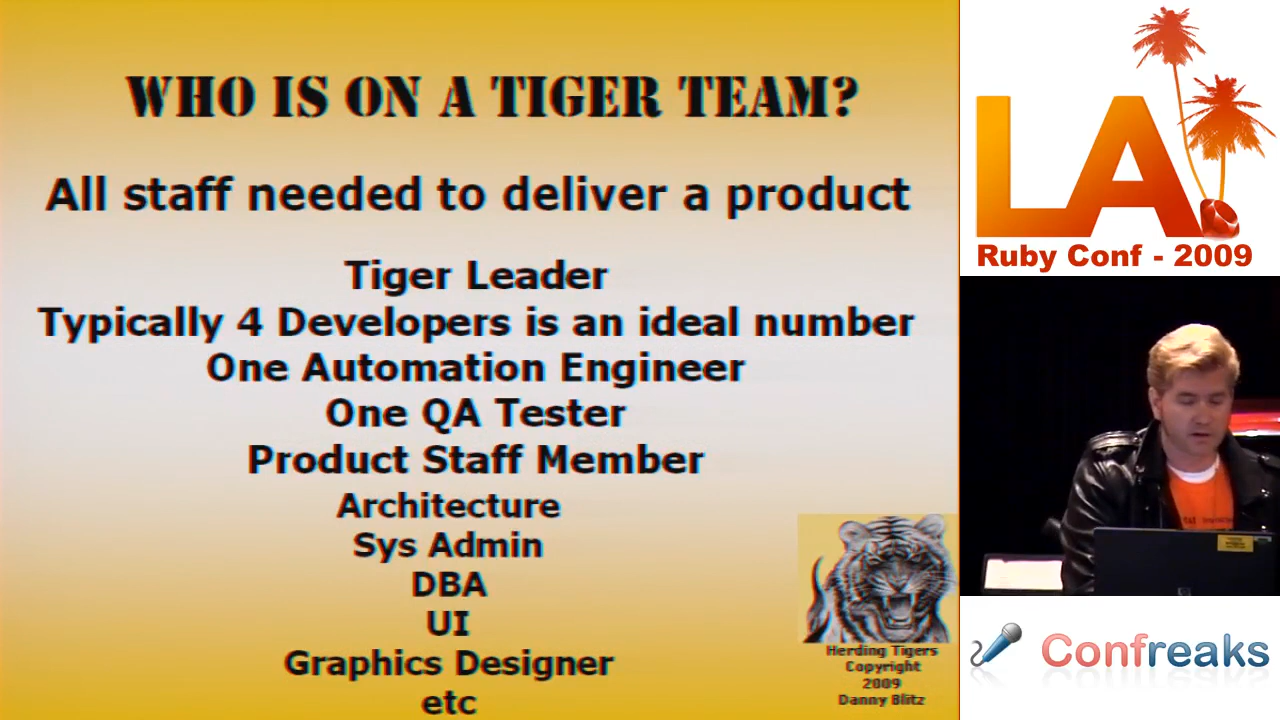 WHO IS ON A TIGER TEAM?
All staff needed to deliver a product
Tiger Leader
Typically 4 Developers is an ideal number
One Automation Engineer
One QA Tester
Product Staff Member
Architecture
Sys Admin
DBA
UI
Graphics Designer
etc
Herding Tigers
Copyright
2009
Danny Blitz
LA
Ruby Conf - 2009
Confreaks